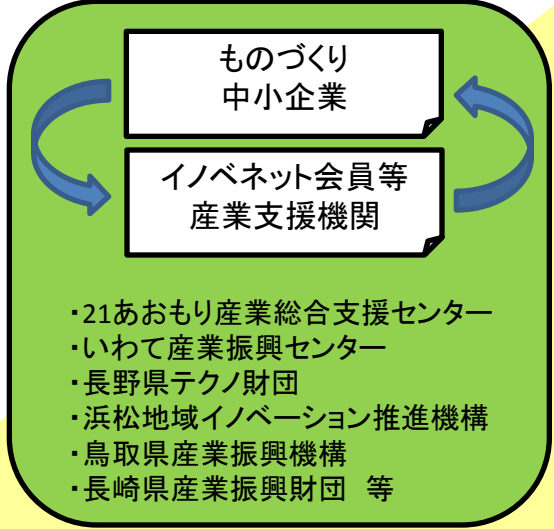 ものづくり
中小企業
イノベネット会員等
産業支援機関
・21あおもり産業総合支援センター
・いわて産業振興センター
・長野県テクノ財団
・浜松地域イノベーション推進機構
・鳥取県産業振興機構
・長崎県産業振興財団　等